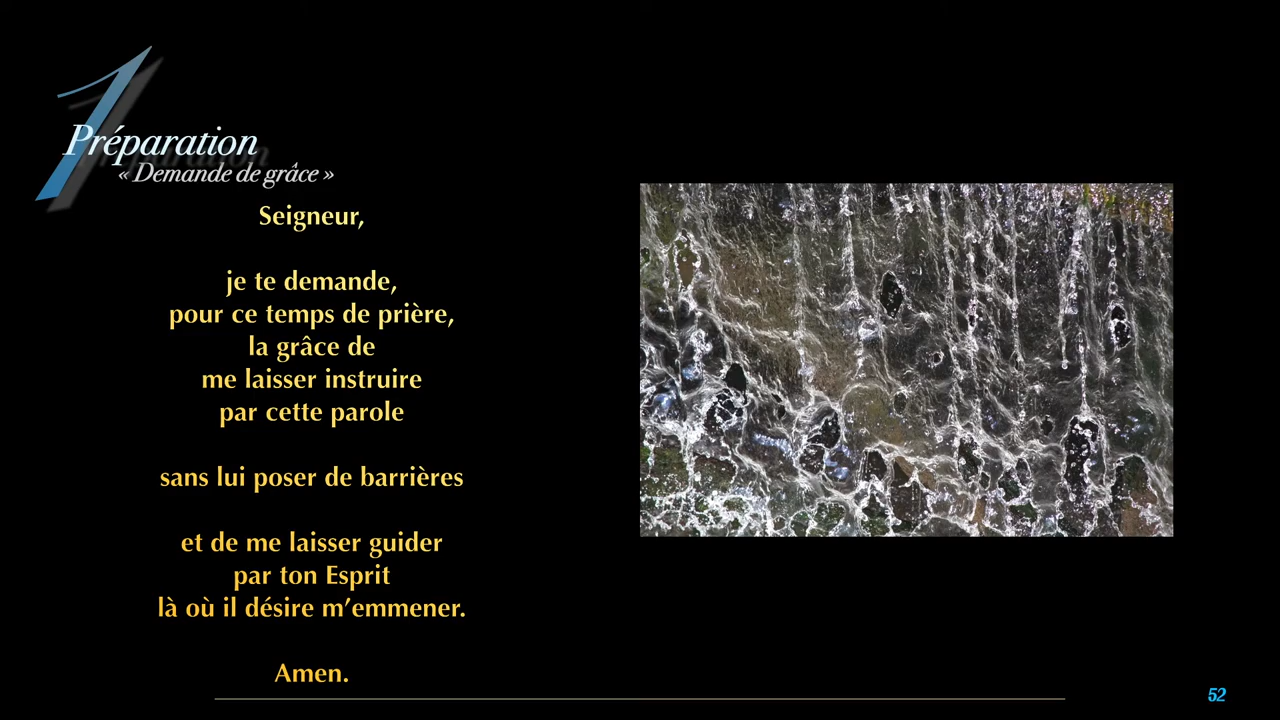 1
Préparation
« Demande de grâce »
Seigneur,
je te demande,
pour ce temps de prière,
la grâce de
me laisser instruire
par cette parole
sans lui poser de barrières
et de me laisser guider
par ton Esprit
là où il désire m’emmener.
Amen.
52